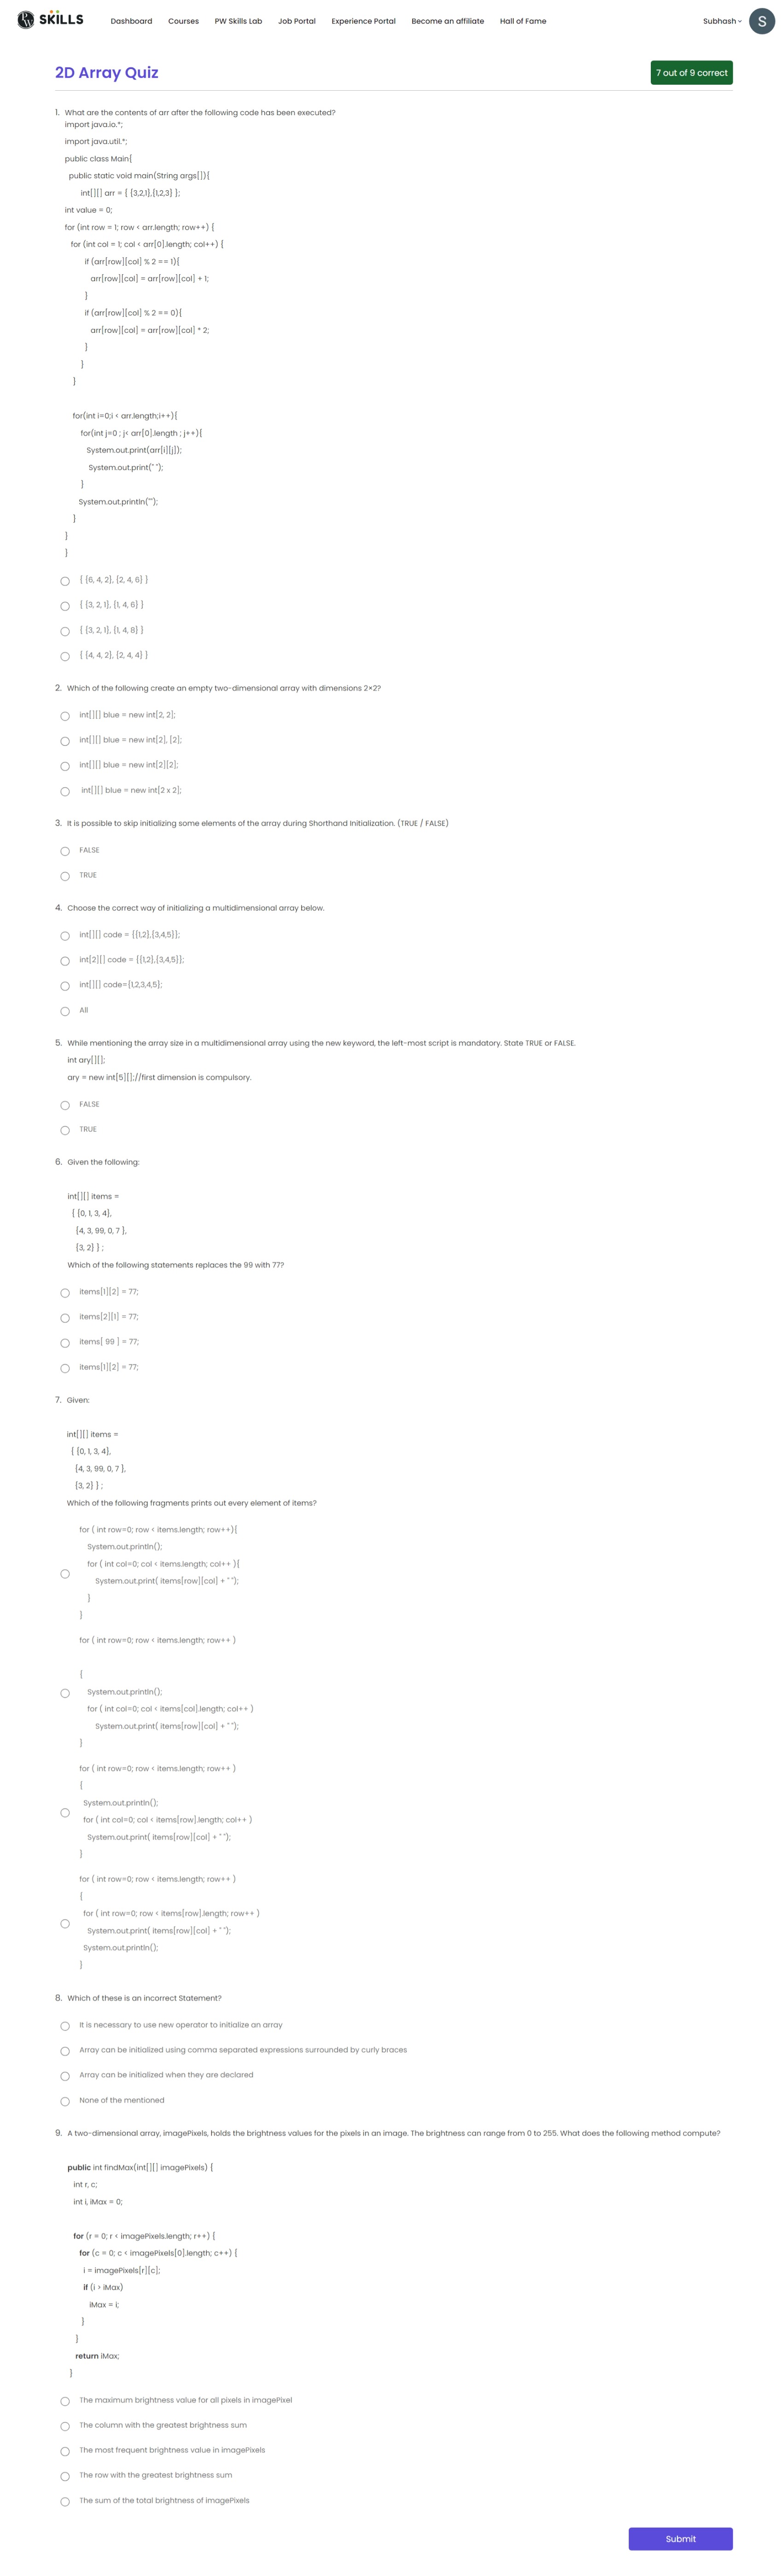 PW SKILLS
Dashboard Courses PW Skills Lab Job Portal Experience Portal Become an affiliate Hall of Fame Subhash S
2D Array Quiz
7 out of 9 correct
1. What are the contents of arr after the following code has been executed?
import java.io.*;
import java.util.*;
public class Main{
public static void main(String args[]){
int[][] arr = { {3,2,1},{1,2,3} };
int value = 0;
for (int row = 1; row < arr.length; row++) {
for (int col = 1; col < arr[0].length; col++) {
if (arr[row][col] % 2 == 1){
arr[row][col] = arr[row][col] + 1;
}
if (arr[row][col] % 2 == 0){
arr[row][col] = arr[row][col] * 2;
}
}
}
for(int i=0;i < arr.length;i++){
for(int j=0 ; j< arr[0].length ; j++){
System.out.print(arr[i][j]);
System.out.print(" ");
}
System.out.println("");
}
}
}
{ {6, 4, 2}, {2, 4, 6} }
{ {3, 2, 1}, {1, 4, 6} }
{ {3, 2, 1}, {1, 4, 8} }
{ {4, 4, 2}, {2, 4, 4} }
2. Which of the following create an empty two-dimensional array with dimensions 2×2?
int[][] blue = new int[2, 2];
int[][] blue = new int[2], [2];
int[][] blue = new int[2][2];
int[][] blue = new int[2 x 2];
3. It is possible to skip initializing some elements of the array during Shorthand Initialization. (TRUE / FALSE)
FALSE
TRUE
4. Choose the correct way of initializing a multidimensional array below.
int[][] code = {{1,2},{3,4,5}};
int[2][] code = {{1,2},{3,4,5}};
int[][] code={1,2,3,4,5};
All
5. While mentioning the array size in a multidimensional array using the new keyword, the left-most script is mandatory. State TRUE or FALSE.
int ary[][];
ary = new int[5][];//first dimension is compulsory.
FALSE
TRUE
6. Given the following:
int[][] items =
{ {0, 1, 3, 4},
{4, 3, 99, 0, 7 },
{3, 2} } ;
Which of the following statements replaces the 99 with 77?
items[1][2] = 77;
items[2][1] = 77;
items[ 99 ] = 77;
items[1][2] = 77;
7. Given:
int[][] items =
{ {0, 1, 3, 4},
{4, 3, 99, 0, 7 },
{3, 2} } ;
Which of the following fragments prints out every element of items?
for ( int row=0; row < items.length; row++){
System.out.println();
for ( int col=0; col < items.length; col++ ){
System.out.print( items[row][col] + " ");
}
}
for ( int row=0; row < items.length; row++ )
{
System.out.println();
for ( int col=0; col < items[col].length; col++ )
System.out.print( items[row][col] + " ");
}
for ( int row=0; row < items.length; row++ )
{
System.out.println();
for ( int col=0; col < items[row].length; col++ )
System.out.print( items[row][col] + " ");
}
for ( int row=0; row < items.length; row++ )
{
for ( int row=0; row < items[row].length; row++ )
System.out.print( items[row][col] + " ");
System.out.println();
}
8. Which of these is an incorrect Statement?
It is necessary to use new operator to initialize an array
Array can be initialized using comma separated expressions surrounded by curly braces
Array can be initialized when they are declared
None of the mentioned
9. A two-dimensional array, imagePixels, holds the brightness values for the pixels in an image. The brightness can range from 0 to 255. What does the following method compute?
public int findMax(int[][] imagePixels) {
int r, c;
int i, iMax = 0;
for (r = 0; r < imagePixels.length; r++) {
for (c = 0; c < imagePixels[0].length; c++) {
i = imagePixels[r][c];
if (i > iMax)
iMax = i;
}
}
return iMax;
}
The maximum brightness value for all pixels in imagePixel
The column with the greatest brightness sum
The most frequent brightness value in imagePixels
The row with the greatest brightness sum
The sum of the total brightness of imagePixels
Submit